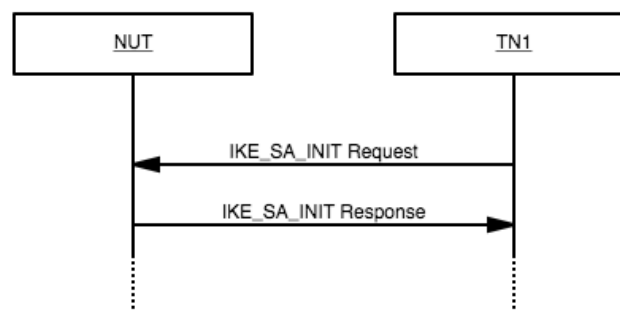 NUT
TN1
IKE_SA_INIT Request
IKE_SA_INIT Response